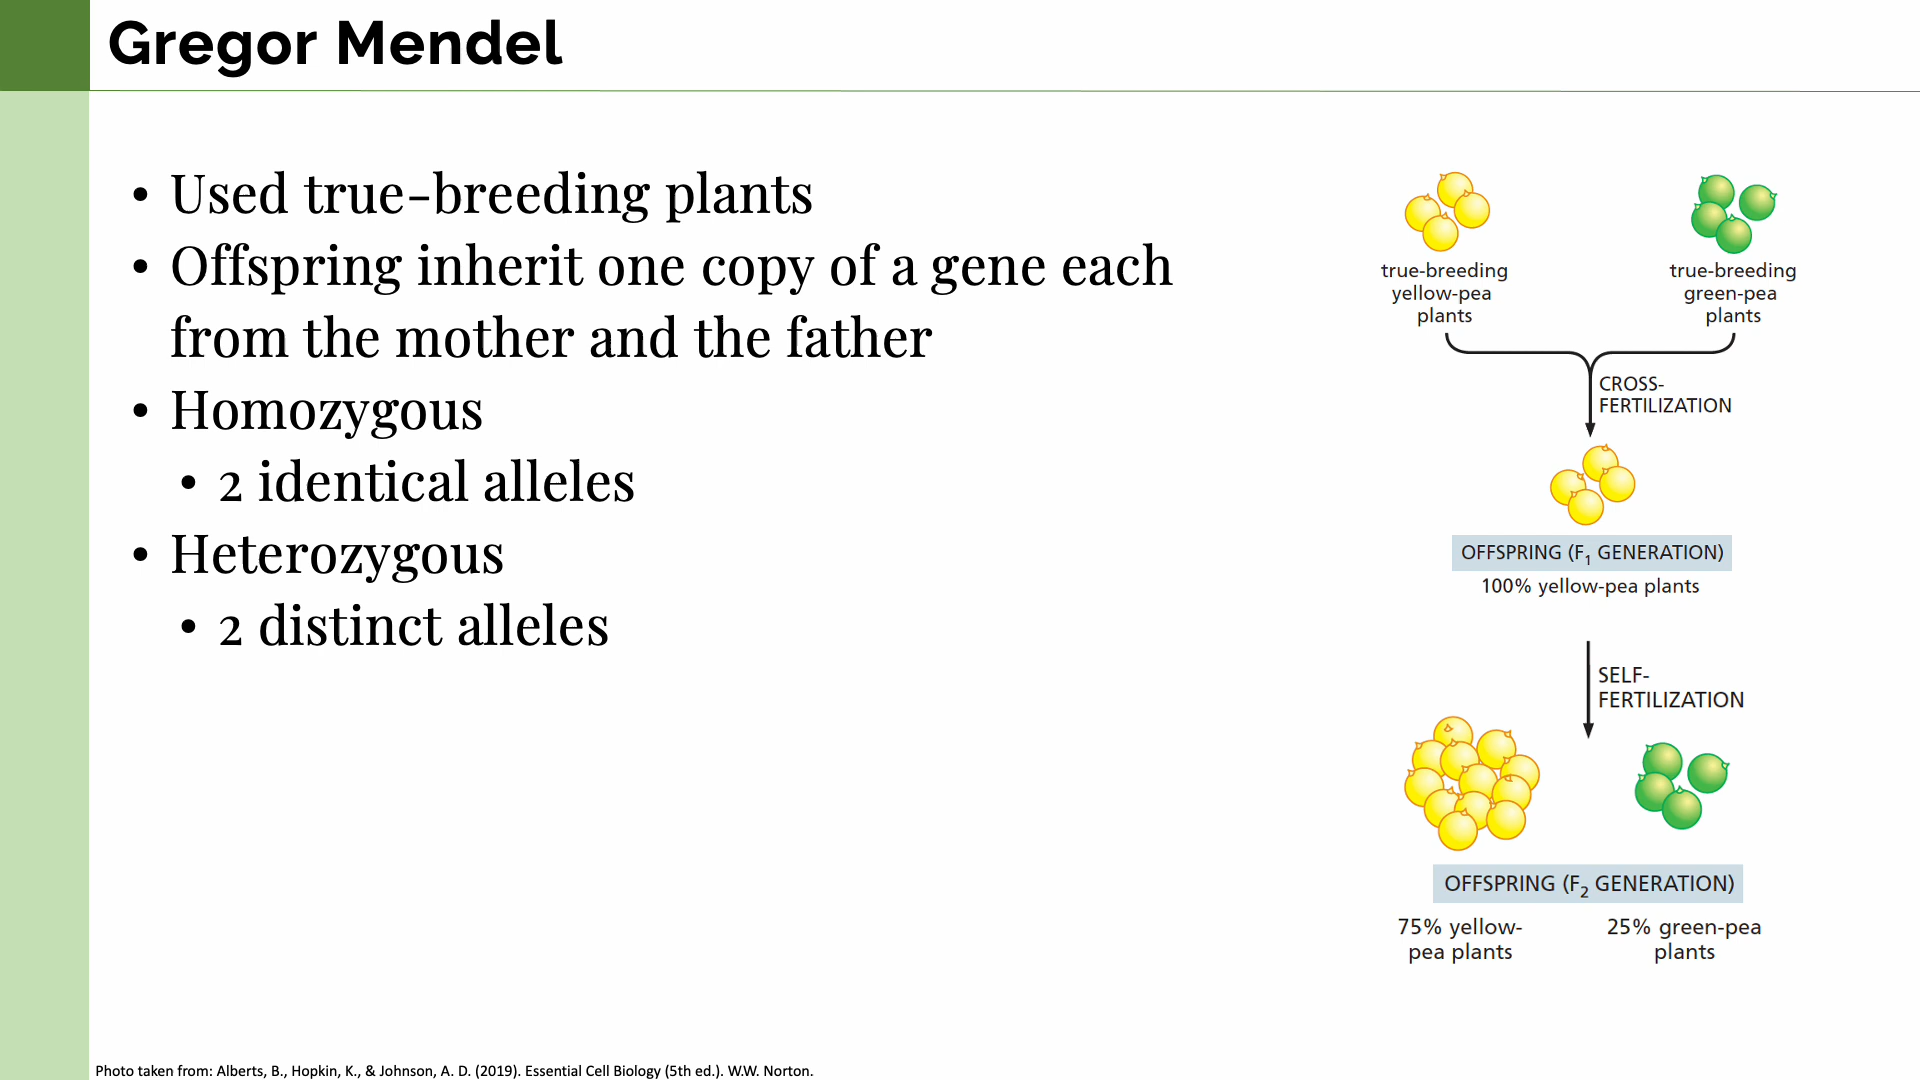 Gregor Mendel
• Used true-breeding plants
• Offspring inherit one copy of a gene each
from the mother and the father
• Homozygous
• 2 identical alleles
• Heterozygous
• 2 distinct alleles
true-breeding
yellow-pea
plants
true-breeding
green-pea
plants
CROSS-
FERTILIZATION
OFFSPRING (F₁ GENERATION)
100% yellow-pea plants
SELF-
FERTILIZATION
OFFSPRING (F₂ GENERATION)
75% yellow-
pea plants
25% green-pea
plants
Photo taken from: Alberts, B., Hopkin, K., & Johnson, A. D. (2019). Essential Cell Biology (5th ed.). W.W. Norton.